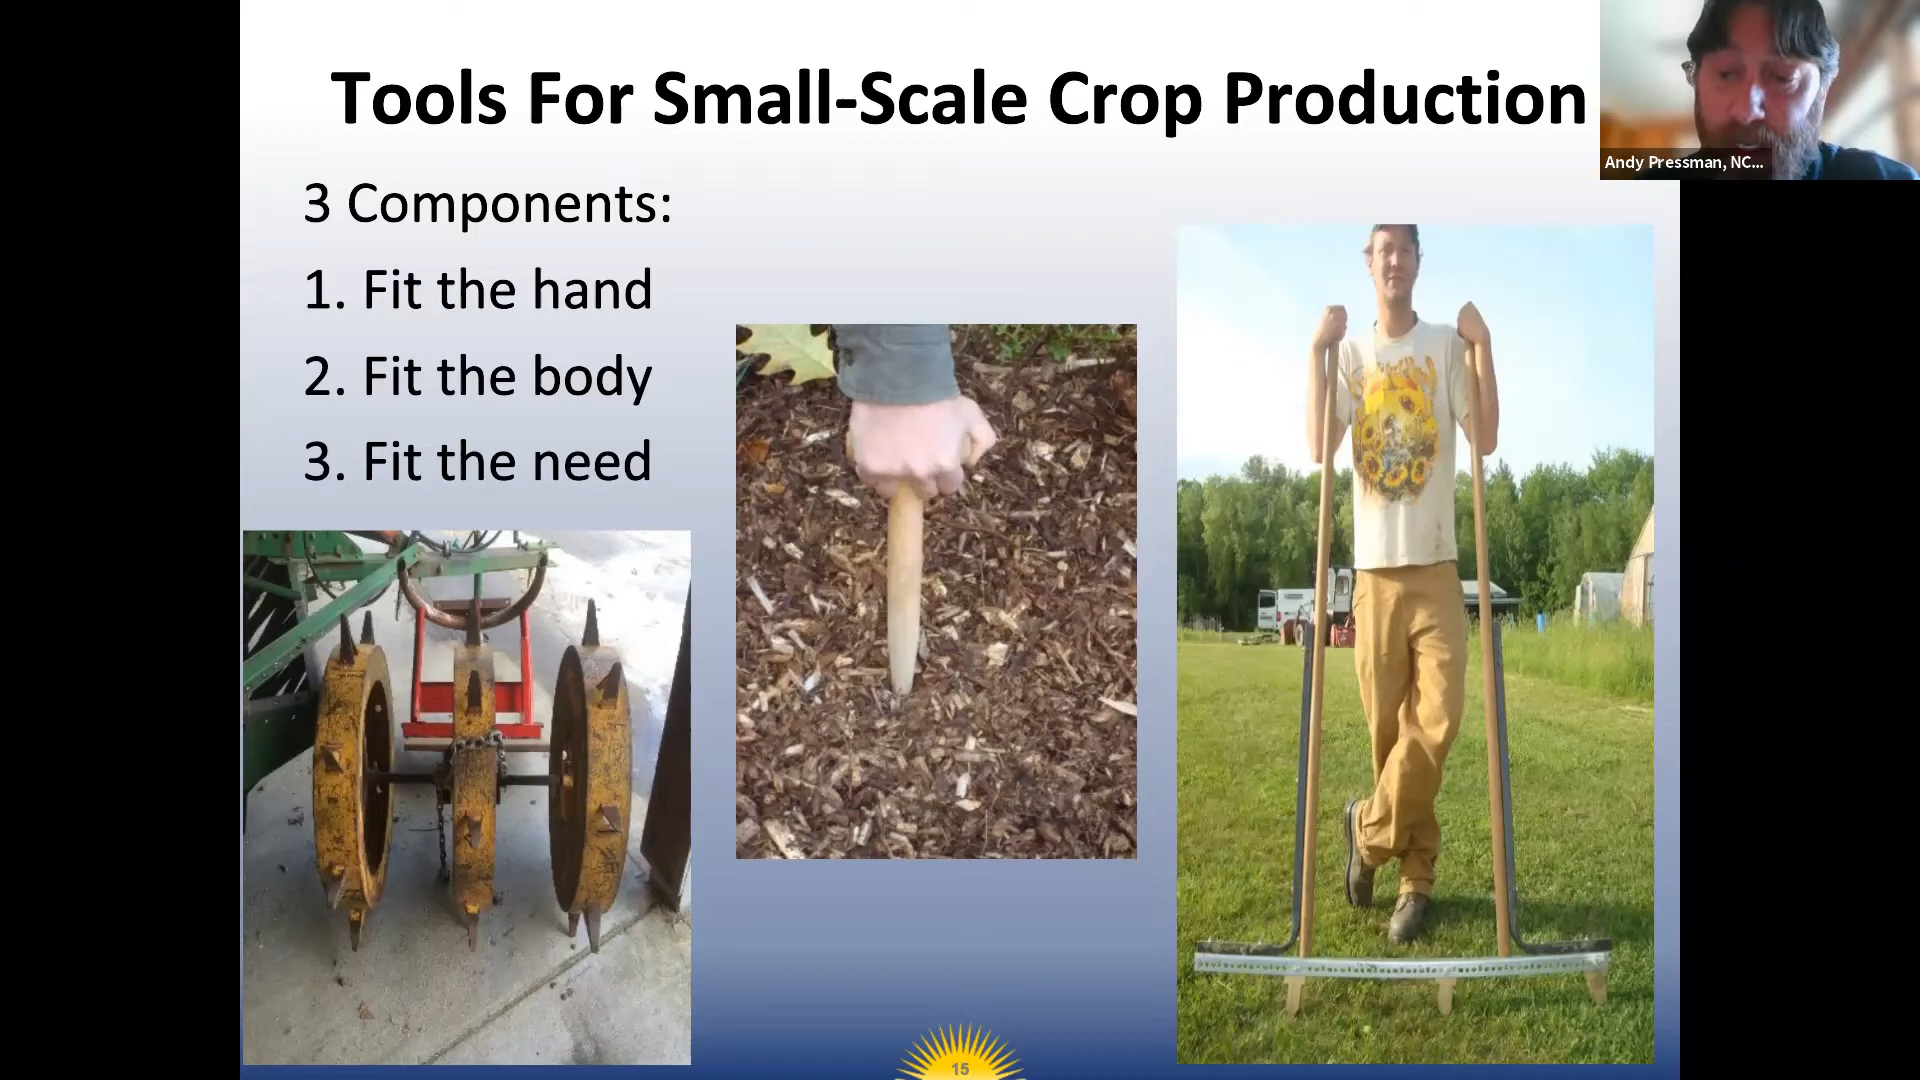 Tools For Small-Scale Crop Production
3 Components:
1. Fit the hand
2. Fit the body
3. Fit the need
Andy Pressman, NC...
15